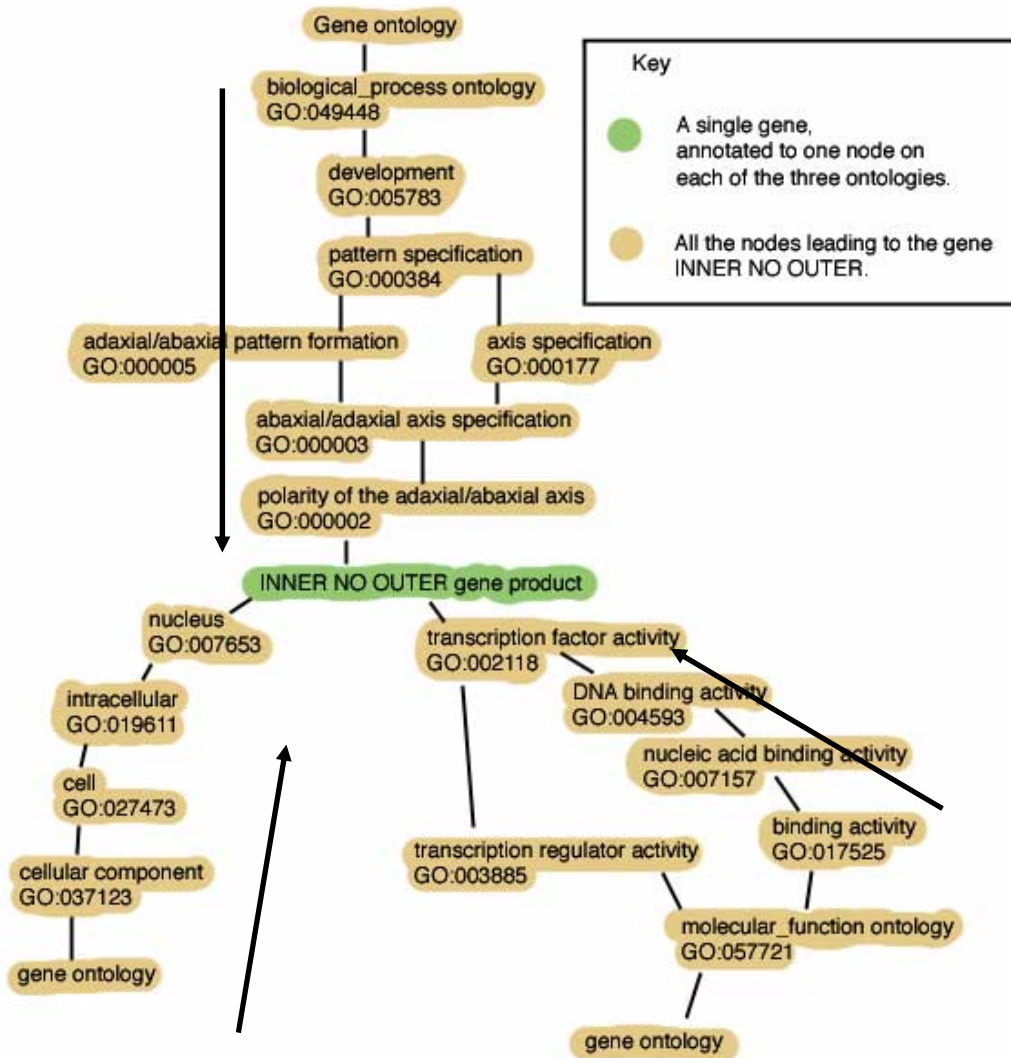 Gene ontology
biological_process ontology
GO:049448
development
GO:005783
pattern specification
GO:000384
adaxial/abaxial pattern formation
GO:000005
axis specification
GO:000177
abaxial/adaxial axis specification
GO:000003
polarity of the adaxial/abaxial axis
GO:000002
INNER NO OUTER gene product
nucleus
GO:007653
intracellular
GO:019611
cell
GO:027473
cellular component
GO:037123
gene ontology
transcription factor activity
GO:002118
DNA binding activity
GO:004593
nucleic acid binding activity
GO:007157
binding activity
GO:017525
transcription regulator activity
GO:003885
molecular_function ontology
GO:057721
gene ontology
Key
A single gene,
annotated to one node on
each of the three ontologies.
All the nodes leading to the gene
INNER NO OUTER.